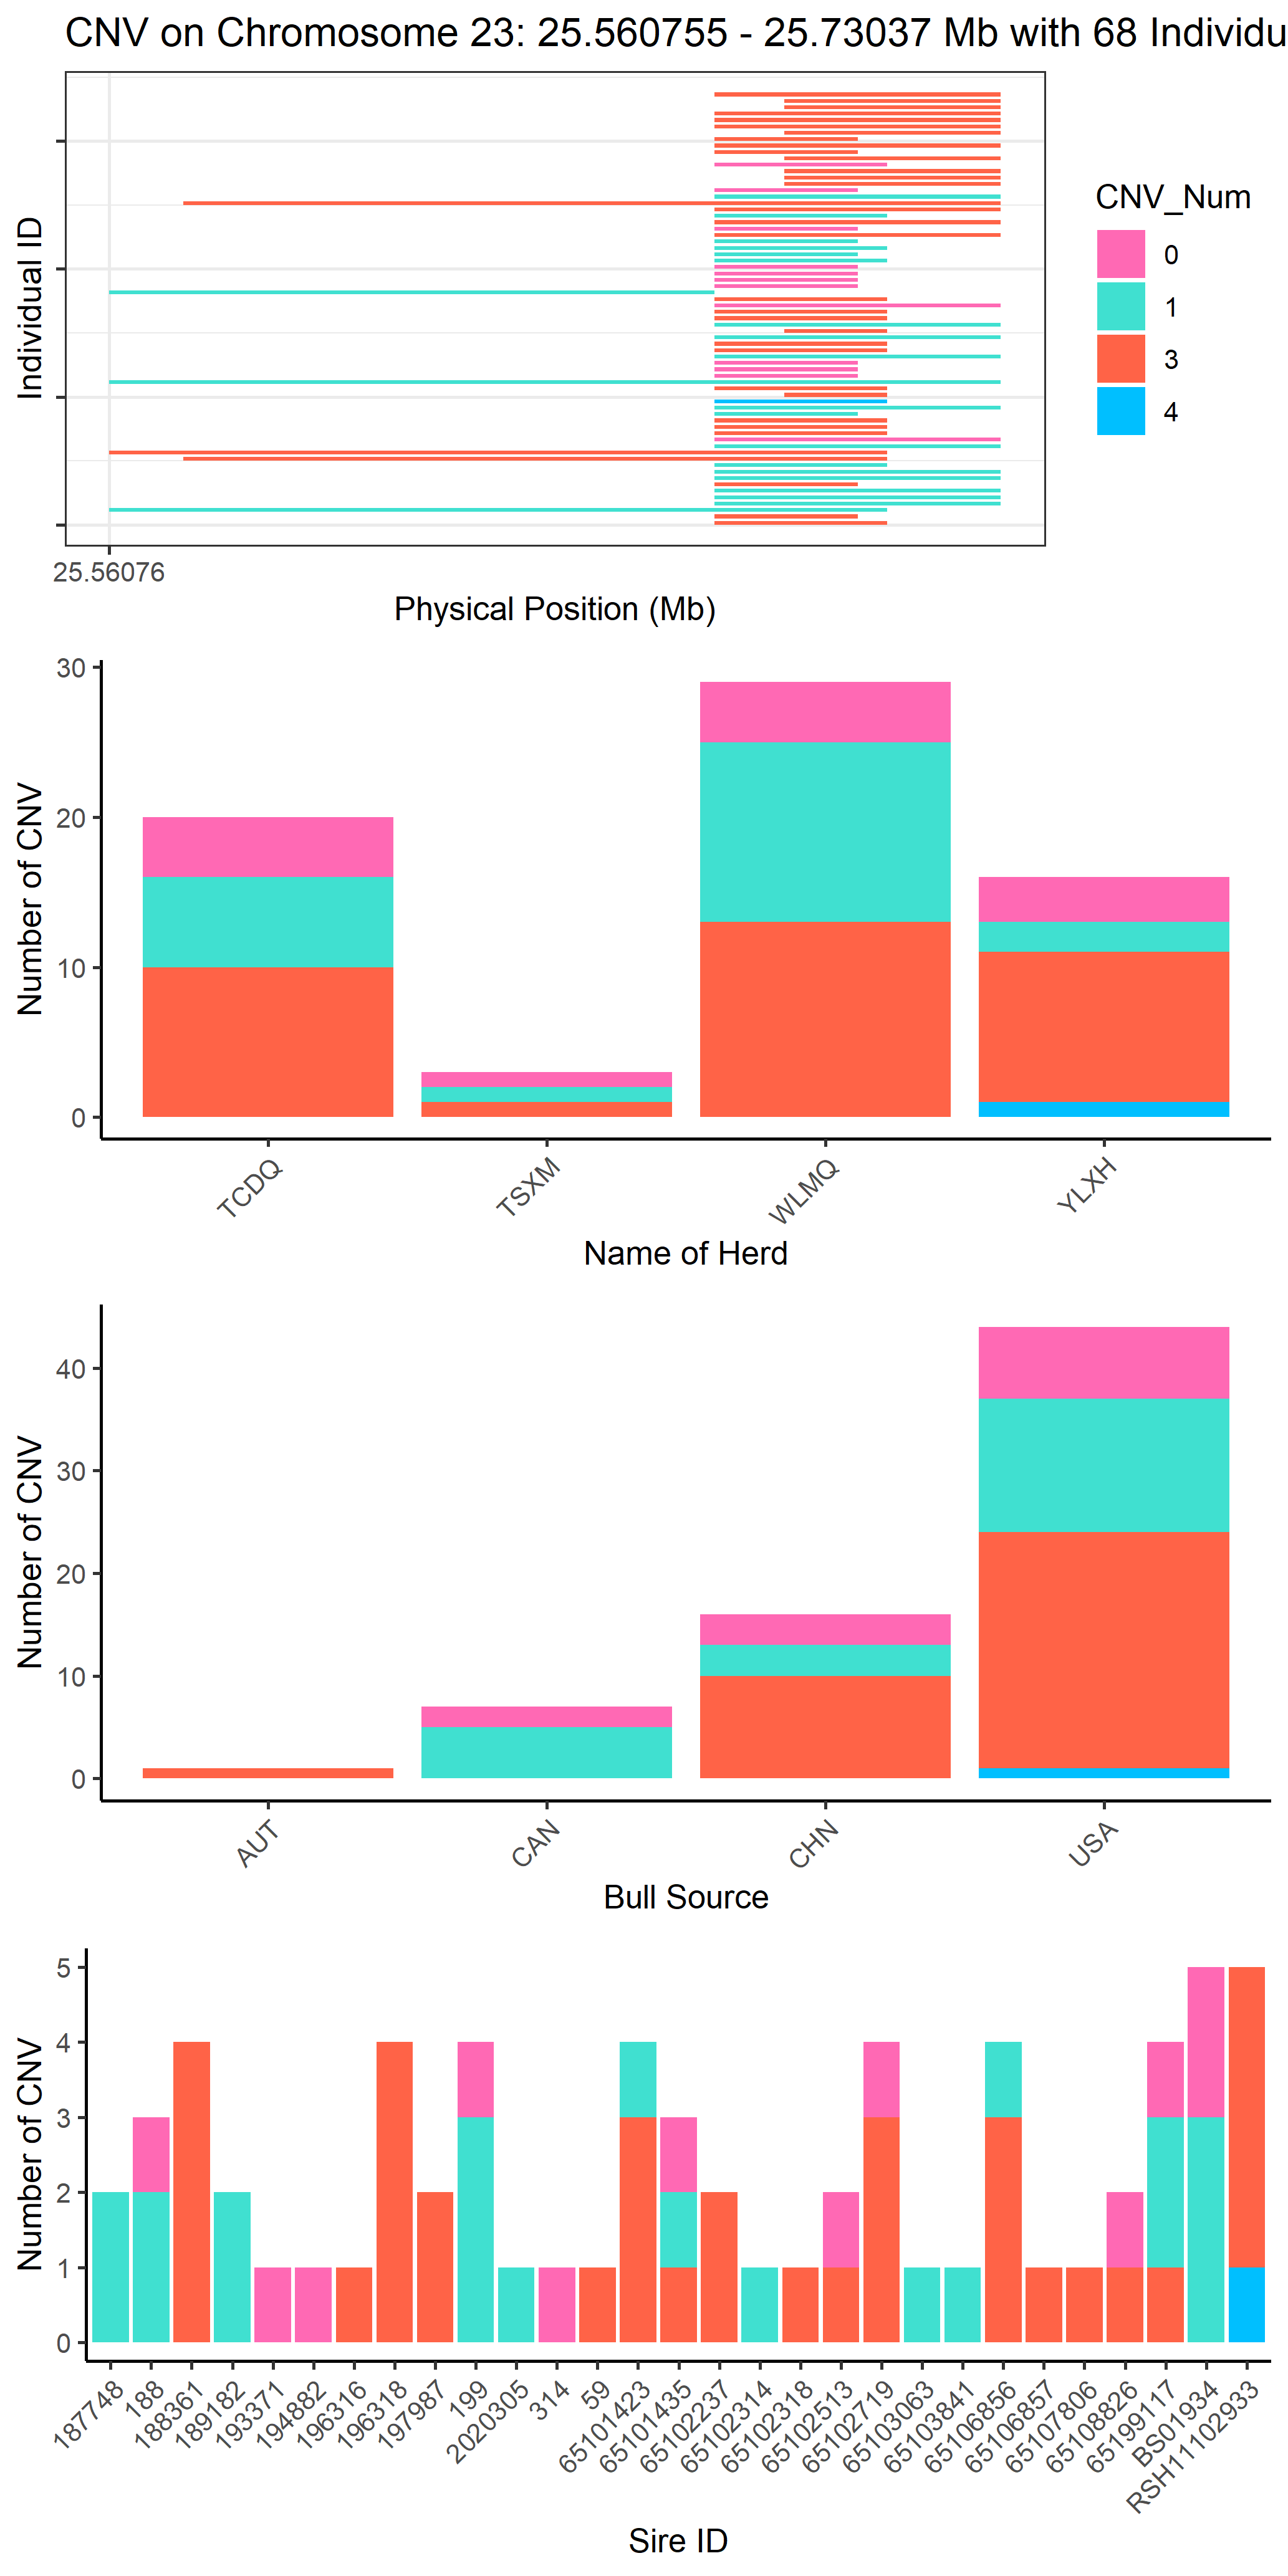 CNV on Chromosome 23: 25.560755 - 25.73037 Mb with 68 Individu
Individual ID
25.56076
Physical Position (Mb)
CNV_Num
0
1
3
4
Number of CNV
30
20
10
0
TCDQ
TSXM
WLMQ
YLXH
Name of Herd
Number of CNV
40
30
20
10
0
AUT
CAN
CHN
USA
Bull Source
Number of CNV
5
4
3
2
1
0
187748
188
188361
189182
193371
194882
196316
196318
197987
199
2020305
314
59
65101423
65101435
65102237
65102314
65102318
65102513
65102719
65103063
65103841
65106856
65106857
65107806
65108826
65199117
BS01934
RSH11102933
Sire ID